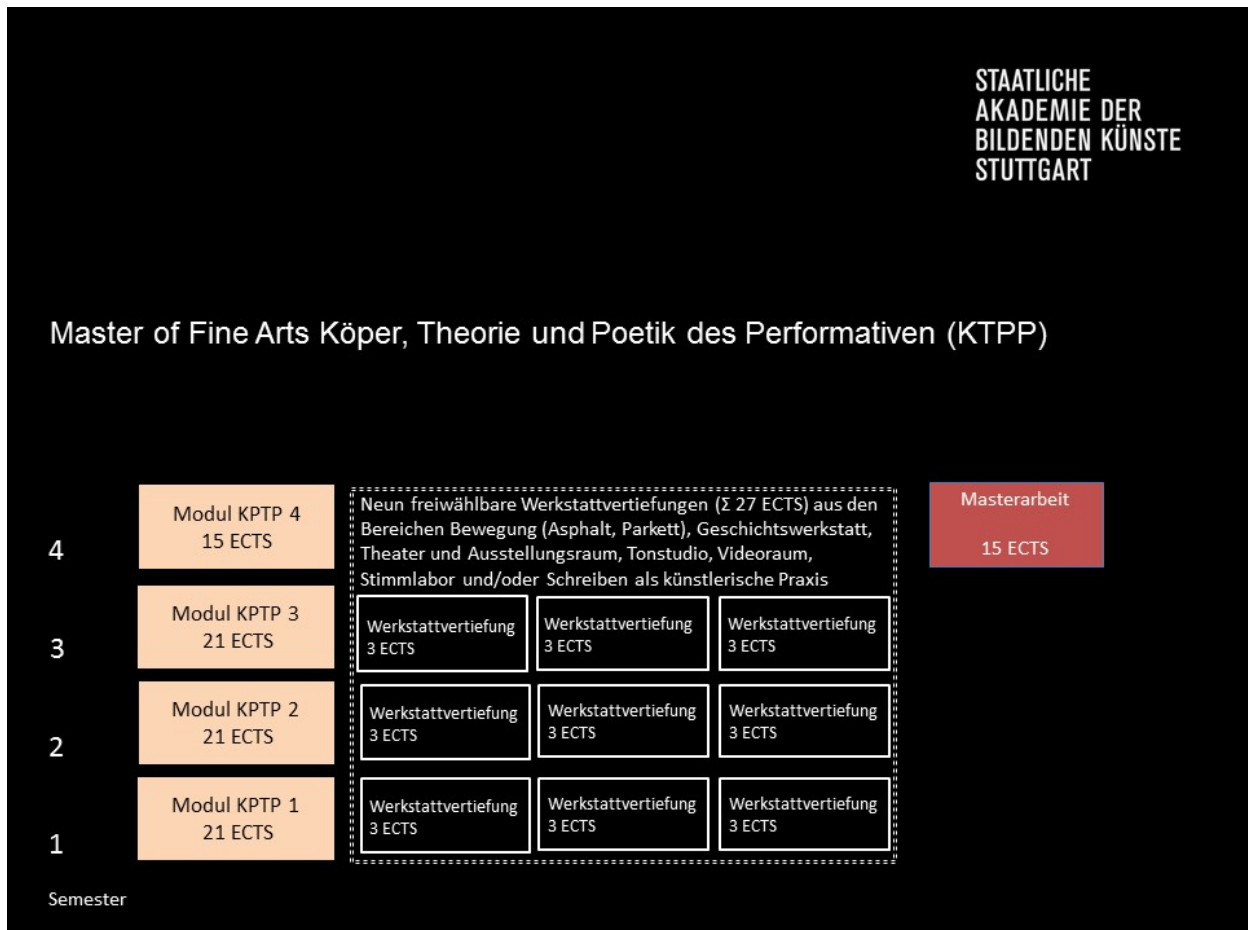 STAATLICHE
AKADEMIE DER
BILDENDEN KÜNSTE
STUTTGART
Master of Fine Arts Köper, Theorie und Poetik des Performativen (KTPP)
4
Modul KPTP 4
15 ECTS
Neun freiwählbare Werkstattvertiefungen (Σ 27 ECTS) aus den
Bereichen Bewegung (Asphalt, Parkett), Geschichtswerkstatt,
Theater und Ausstellungsraum, Tonstudio, Videoraum,
Stimmlabor und/oder Schreiben als künstlerische Praxis
Masterarbeit
15 ECTS
3
Modul KPTP 3
21 ECTS
Werkstattvertiefung
3 ECTS
Werkstattvertiefung
3 ECTS
Werkstattvertiefung
3 ECTS
2
Modul KPTP 2
21 ECTS
Werkstattvertiefung
3 ECTS
Werkstattvertiefung
3 ECTS
Werkstattvertiefung
3 ECTS
1
Modul KPTP 1
21 ECTS
Werkstattvertiefung
3 ECTS
Werkstattvertiefung
3 ECTS
Werkstattvertiefung
3 ECTS
Semester